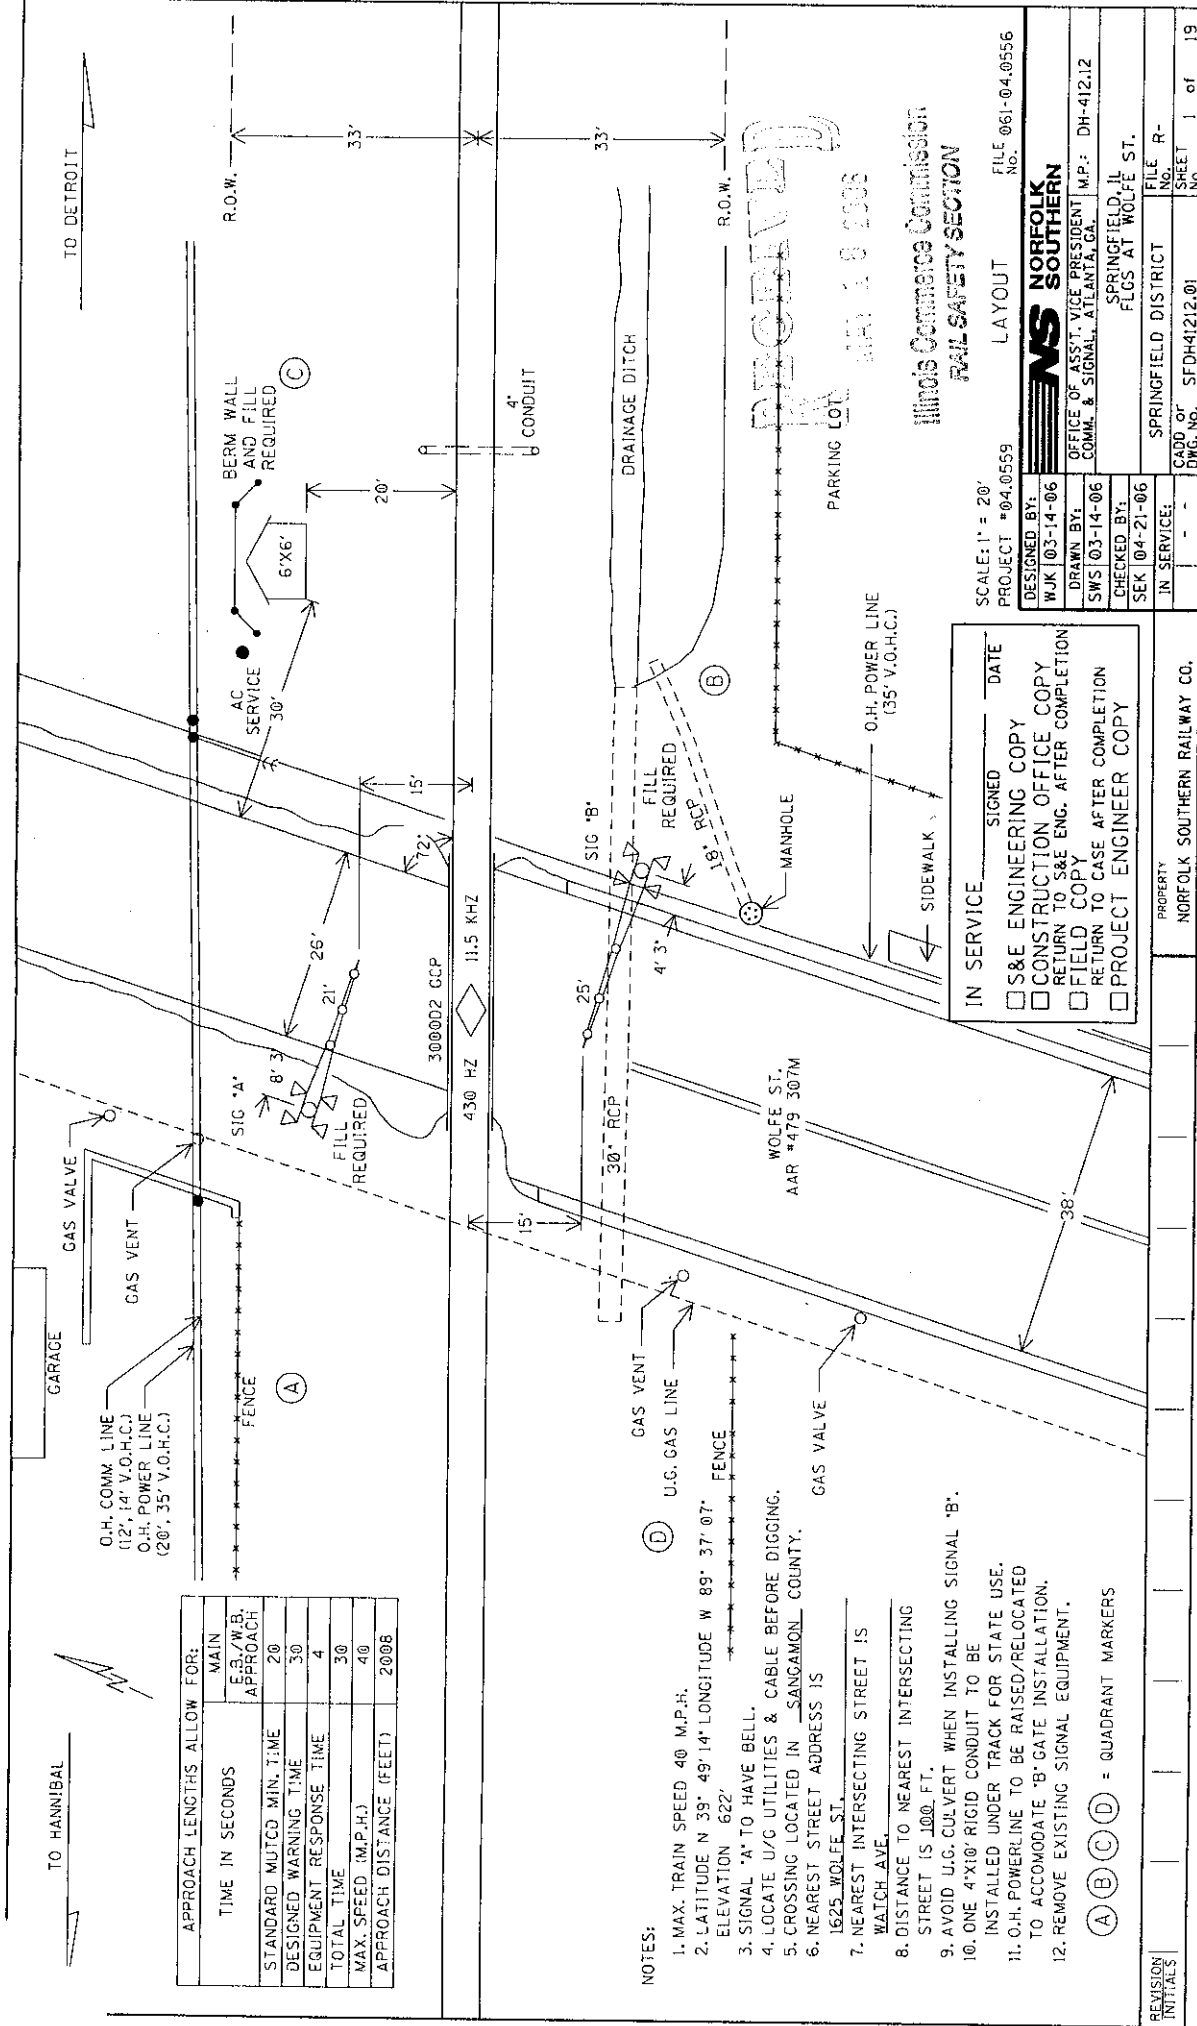 TO HANNIBAL
TO DETROIT
GARAGE
GAS VALVE
GAS VENT
O.H. COMM LINE
(12', 14' V.O.H.C.)
O.H. POWER LINE
(20', 35' V.O.H.C.)
FENCE
A
SIG "A"
8' 3"
FILL
REQUIRED
21'
26'
15'
72°
AC
SERVICE
30'
6'X6'
BERM WALL
AND FILL
REQUIRED
C
20'
R.O.W.
33'
33'
R.O.W.
4"
CONDUIT
3000D2 GCP
430 HZ
11.5 KHZ
DRAINAGE DITCH
SIG "B"
25'
4' 3"
30" RCP
FILL
REQUIRED
18" RCP
MANHOLE
B
15'
WOLFE ST.
AAR #479 307M
38'
SIDEWALK
O.H. POWER LINE
(35' V.O.H.C.)
PARKING LOT
GAS VENT
U.G. GAS LINE
D
FENCE
GAS VALVE
APPROACH LENGTHS ALLOW FOR:
TIME IN SECONDS
MAIN
E.B./W.B.
APPROACH
STANDARD MUTCD MIN. TIME 20
DESIGNED WARNING TIME 30
EQUIPMENT RESPONSE TIME 4
TOTAL TIME 30
MAX. SPEED (M.P.H.) 40
APPROACH DISTANCE (FEET) 2008
NOTES:
1. MAX. TRAIN SPEED 40 M.P.H.
2. LATITUDE N 39° 49' 14" LONGITUDE W 89° 37' 07"
ELEVATION 622'
3. SIGNAL "A" TO HAVE BELL.
4. LOCATE U/G UTILITIES & CABLE BEFORE DIGGING.
5. CROSSING LOCATED IN SANGAMON COUNTY.
6. NEAREST STREET ADDRESS IS
1625 WOLFE ST.
7. NEAREST INTERSECTING STREET IS
WATCH AVE.
8. DISTANCE TO NEAREST INTERSECTING
STREET IS 100 FT.
9. AVOID U.G. CULVERT WHEN INSTALLING SIGNAL "B".
10. ONE 4"X10' RIGID CONDUIT TO BE
INSTALLED UNDER TRACK FOR STATE USE.
11. O.H. POWERLINE TO BE RAISED/RELOCATED
TO ACCOMODATE "B" GATE INSTALLATION.
12. REMOVE EXISTING SIGNAL EQUIPMENT.
A B C D = QUADRANT MARKERS
RECEIVED
MAY 18 2006
Illinois Commerce Commission
RAIL SAFETY SECTION
IN SERVICE
SIGNED DATE
S&E ENGINEERING COPY
CONSTRUCTION OFFICE COPY
RETURN TO S&E ENG. AFTER COMPLETION
FIELD COPY
RETURN TO CASE AFTER COMPLETION
PROJECT ENGINEER COPY
SCALE: 1" = 20'
PROJECT #04.0559
LAYOUT
FILE No. 061-04.0556
DESIGNED BY:
WJK 03-14-06
DRAWN BY:
SWS 03-14-06
CHECKED BY:
SEK 04-21-06
IN SERVICE:
- -
NS NORFOLK
SOUTHERN
OFFICE OF ASS'T. VICE PRESIDENT
COMM. & SIGNAL, ATLANTA, GA.
M.P.: DH-412.12
SPRINGFIELD, IL
FLGS AT WOLFE ST.
SPRINGFIELD DISTRICT
FILE No. R-
CADD or DWG. No. SFDH41212.01
SHEET No. 1 of 19
REVISION
INITIALS
PROPERTY
NORFOLK SOUTHERN RAILWAY CO.